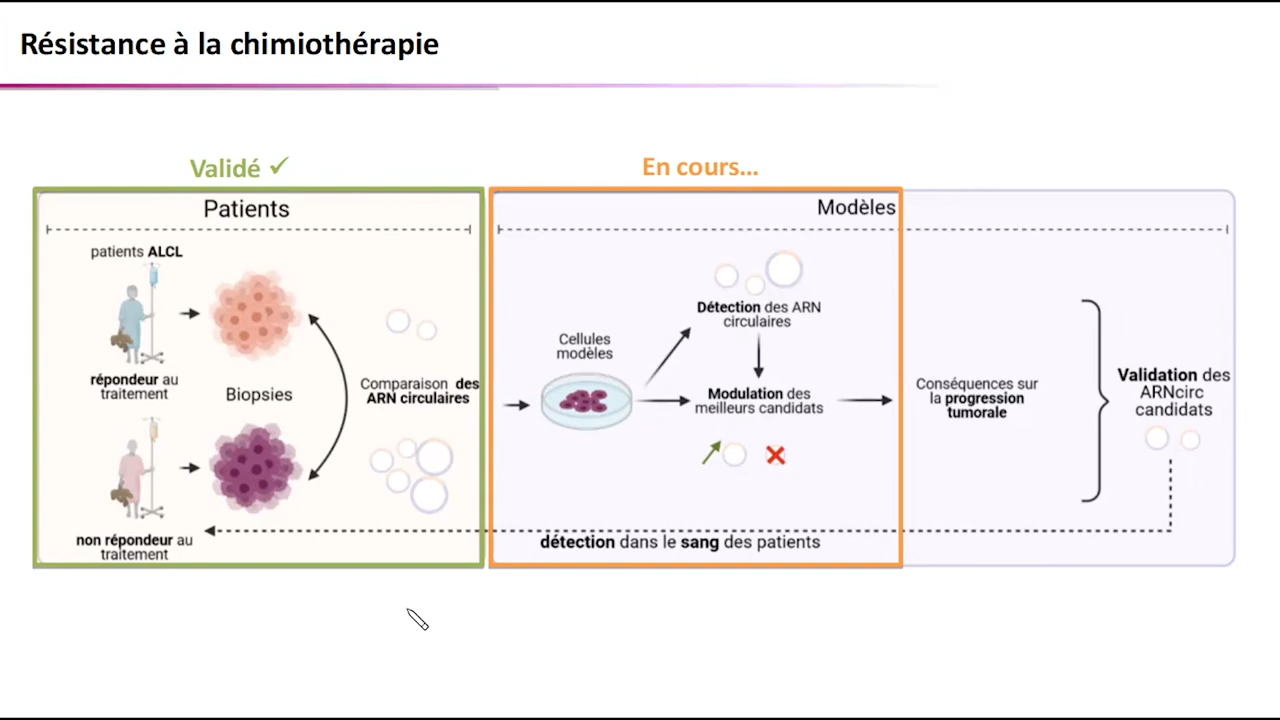 Résistance à la chimiothérapie
Validé ✓
En cours...
Patients
Modèles
patients ALCL
répondeur au
traitement
Biopsies
Comparaison des
ARN circulaires
non répondeur au
traitement
Cellules
modèles
Détection des ARN
circulaires
Modulation des
meilleurs candidats
Conséquences sur
la progression
tumorale
Validation des
ARNcirc
candidats
détection dans le sang des patients